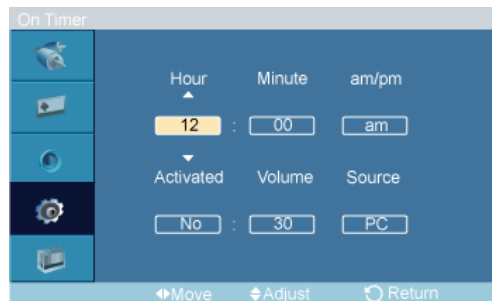 On Timer
Hour Minute am/pm
12 : 00 am
Activated Volume Source
No : 30 PC
Move Adjust Return